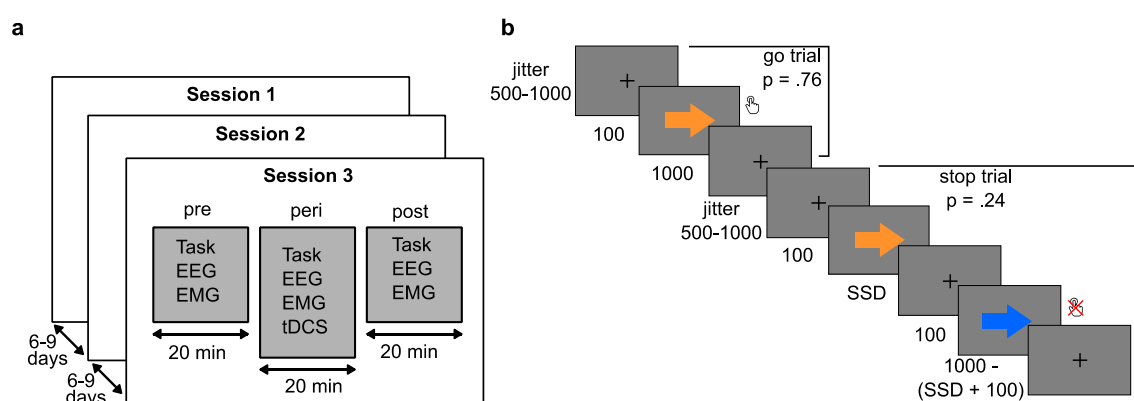 a
Session 1
Session 2
Session 3
pre
peri
post
Task
EEG
EMG
Task
EEG
EMG
tDCS
Task
EEG
EMG
20 min
20 min
20 min
6-9
days
6-9
days
b
jitter
500-1000
100
1000
go trial
p = .76
jitter
500-1000
100
SSD
100
1000 -
(SSD + 100)
stop trial
p = .24